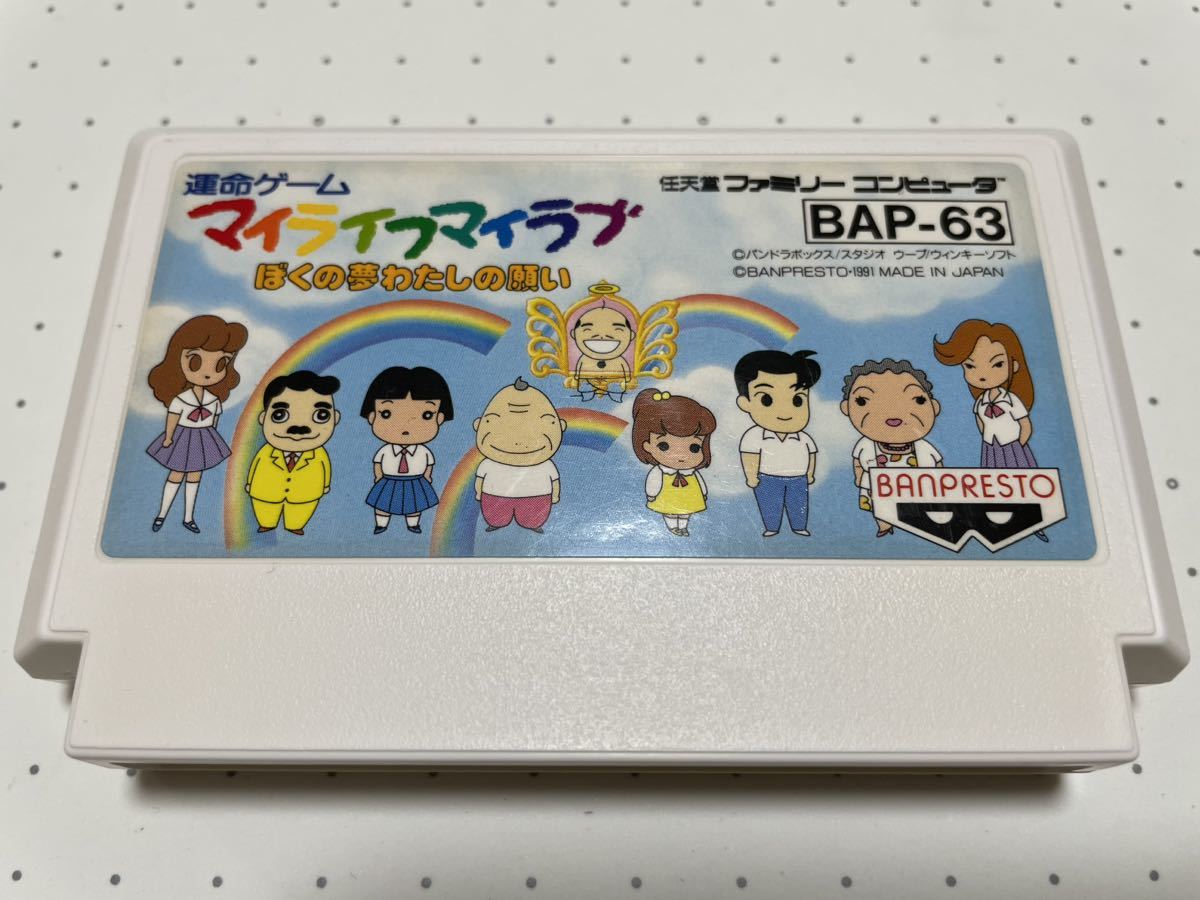 運命ゲーム
マイライフマイラブ
ぼくの夢わたしの願い
任天堂 ファミリー コンピュータ™
BAP-63
©パンドラボックス/スタジオ ウーブ/ウィンキーソフト
©BANPRESTO・1991 MADE IN JAPAN
BANPRESTO